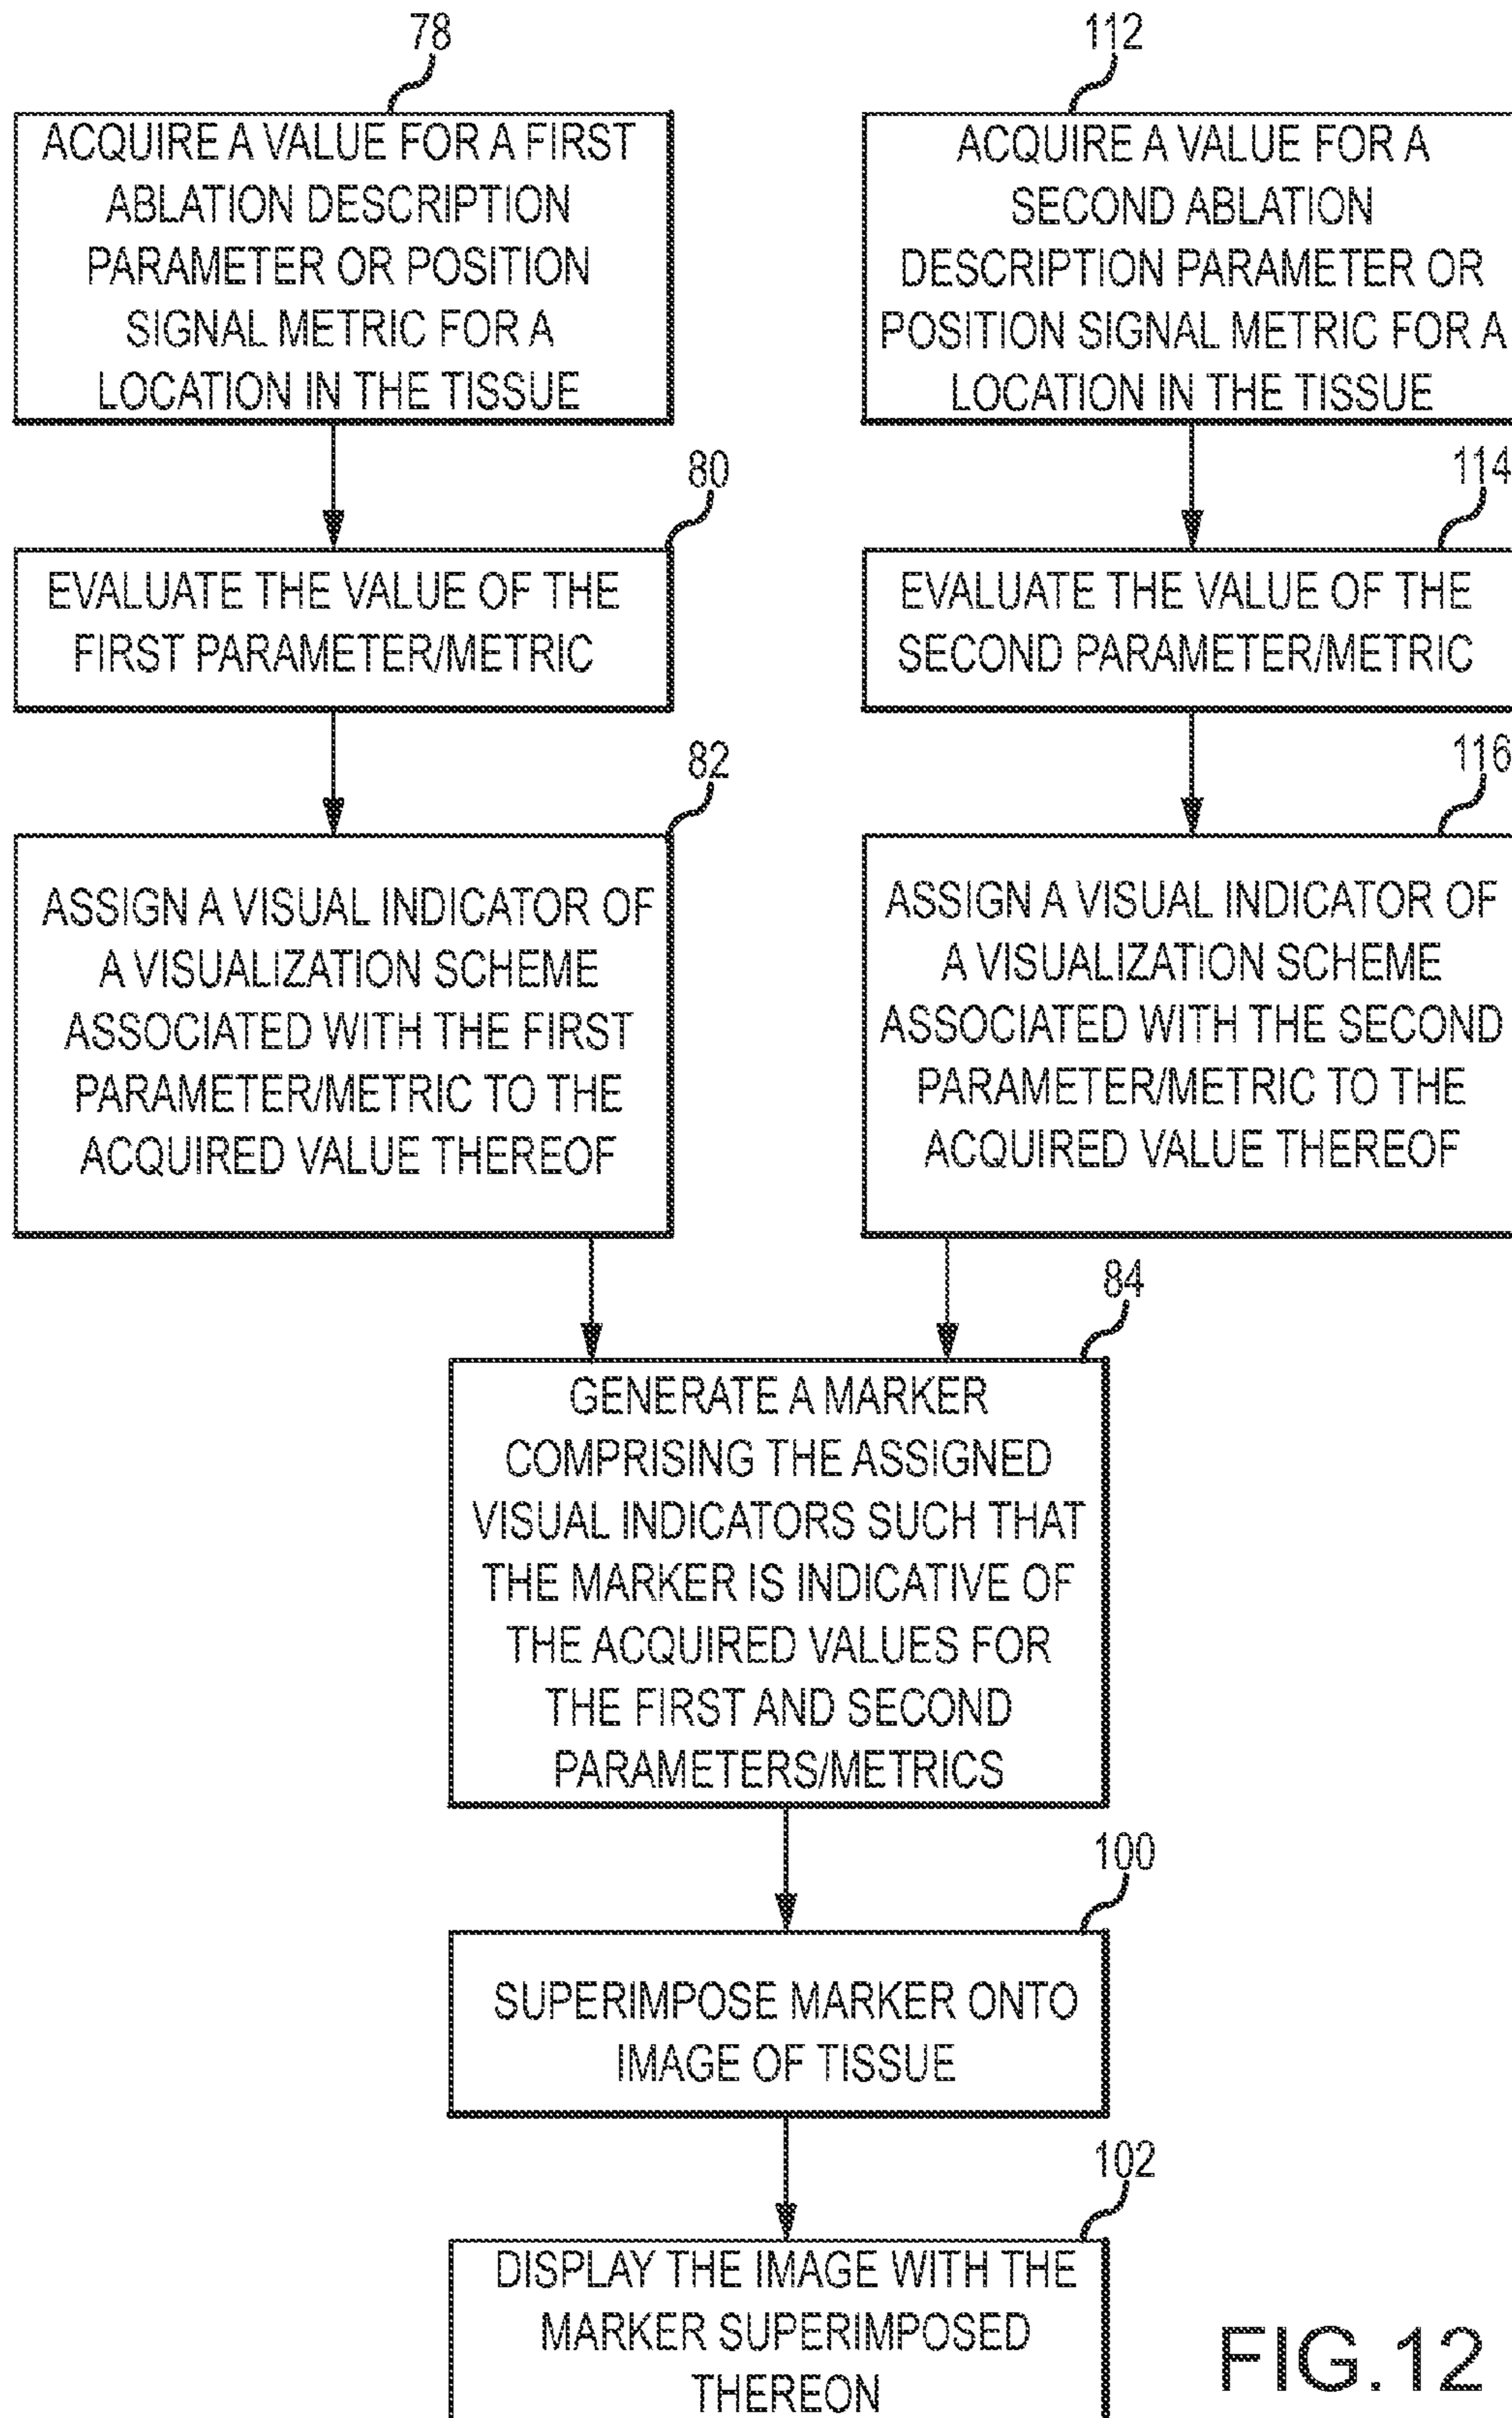 78
ACQUIRE A VALUE FOR A FIRST
ABLATION DESCRIPTION
PARAMETER OR POSITION
SIGNAL METRIC FOR A
LOCATION IN THE TISSUE
112
ACQUIRE A VALUE FOR A
SECOND ABLATION
DESCRIPTION PARAMETER OR
POSITION SIGNAL METRIC FOR A
LOCATION IN THE TISSUE
80
EVALUATE THE VALUE OF THE
FIRST PARAMETER/METRIC
114
EVALUATE THE VALUE OF THE
SECOND PARAMETER/METRIC
82
ASSIGN A VISUAL INDICATOR OF
A VISUALIZATION SCHEME
ASSOCIATED WITH THE FIRST
PARAMETER/METRIC TO THE
ACQUIRED VALUE THEREOF
116
ASSIGN A VISUAL INDICATOR OF
A VISUALIZATION SCHEME
ASSOCIATED WITH THE SECOND
PARAMETER/METRIC TO THE
ACQUIRED VALUE THEREOF
84
GENERATE A MARKER
COMPRISING THE ASSIGNED
VISUAL INDICATORS SUCH THAT
THE MARKER IS INDICATIVE OF
THE ACQUIRED VALUES FOR
THE FIRST AND SECOND
PARAMETERS/METRICS
100
SUPERIMPOSE MARKER ONTO
IMAGE OF TISSUE
102
DISPLAY THE IMAGE WITH THE
MARKER SUPERIMPOSED
THEREON
FIG.12